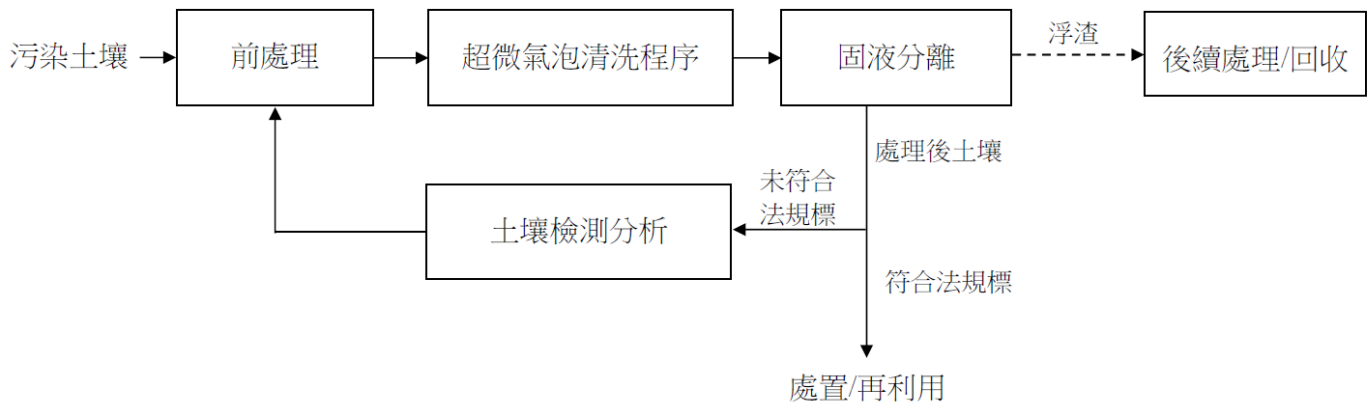 污染土壤
前處理
超微氣泡清洗程序
固液分離
浮渣
後續處理/回收
處理後土壤
未符合
法規標
土壤檢測分析
符合法規標
處置/再利用